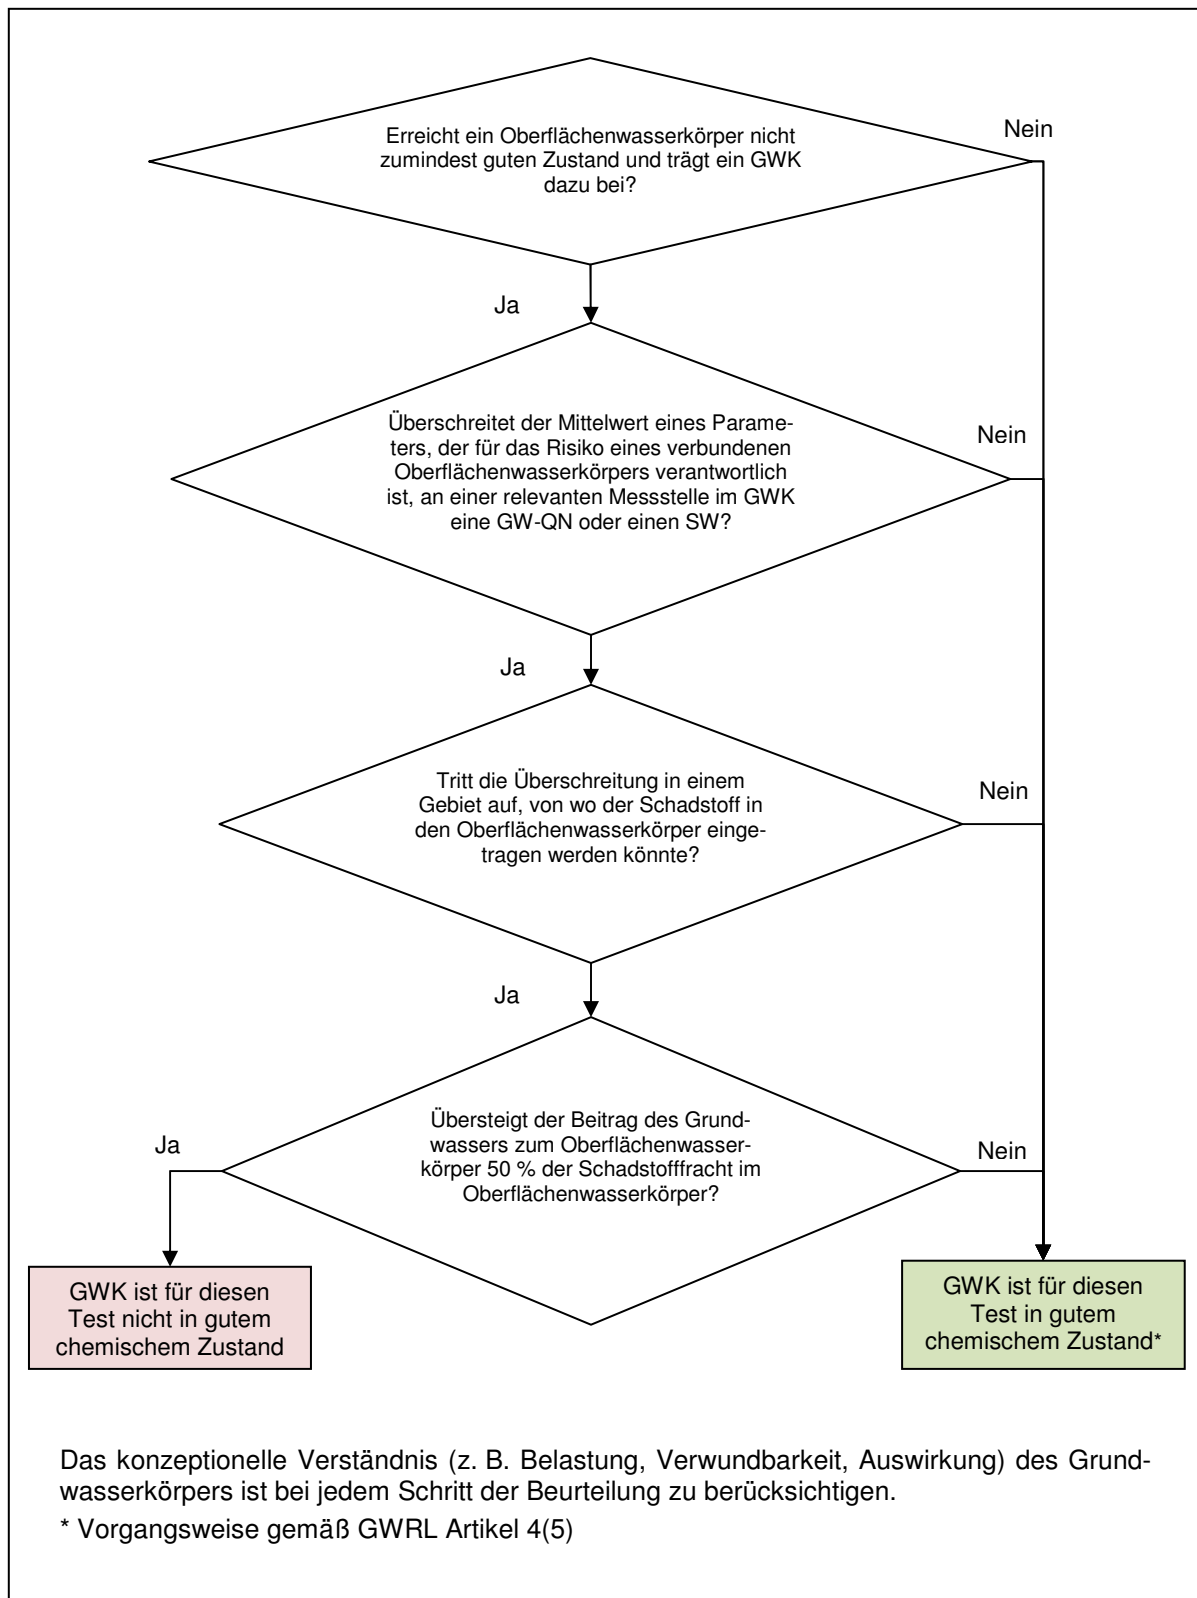 Erreicht ein Oberflächenwasserkörper nicht
zumindest guten Zustand und trägt ein GWK
dazu bei?
Nein
Ja
Überschreitet der Mittelwert eines Parame-
ters, der für das Risiko eines verbundenen
Oberflächenwasserkörpers verantwortlich
ist, an einer relevanten Messstelle im GWK
eine GW-QN oder einen SW?
Nein
Ja
Tritt die Überschreitung in einem
Gebiet auf, von wo der Schadstoff in
den Oberflächenwasserkörper einge-
tragen werden könnte?
Nein
Ja
Übersteigt der Beitrag des Grund-
wassers zum Oberflächenwasser-
körper 50 % der Schadstofffracht im
Oberflächenwasserkörper?
Ja
Nein
GWK ist für diesen
Test nicht in gutem
chemischem Zustand
GWK ist für diesen
Test in gutem
chemischem Zustand*
Das konzeptionelle Verständnis (z. B. Belastung, Verwundbarkeit, Auswirkung) des Grund-
wasserkörpers ist bei jedem Schritt der Beurteilung zu berücksichtigen.
* Vorgangsweise gemäß GWRL Artikel 4(5)